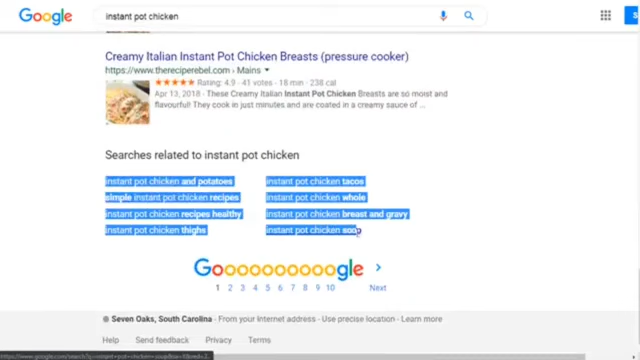 Google
instant pot chicken
Creamy Italian Instant Pot Chicken Breasts (pressure cooker)
https://www.thereciperebel.com › Mains
Rating: 4.9 · 41 votes · 18 min · 238 cal
Apr 13, 2018 - These Creamy Italian Instant Pot Chicken Breasts are so moist and
flavourful! They cook in just minutes and are coated in a creamy sauce of ...
Searches related to instant pot chicken
instant pot chicken and potatoes
simple instant pot chicken recipes
instant pot chicken recipes healthy
instant pot chicken thighs
instant pot chicken tacos
instant pot chicken whole
instant pot chicken breast and gravy
instant pot chicken soup
Goooooooooogle
1 2 3 4 5 6 7 8 9 10 Next
Seven Oaks, South Carolina - From your Internet address - Use precise location - Learn more
Help Send feedback Privacy Terms